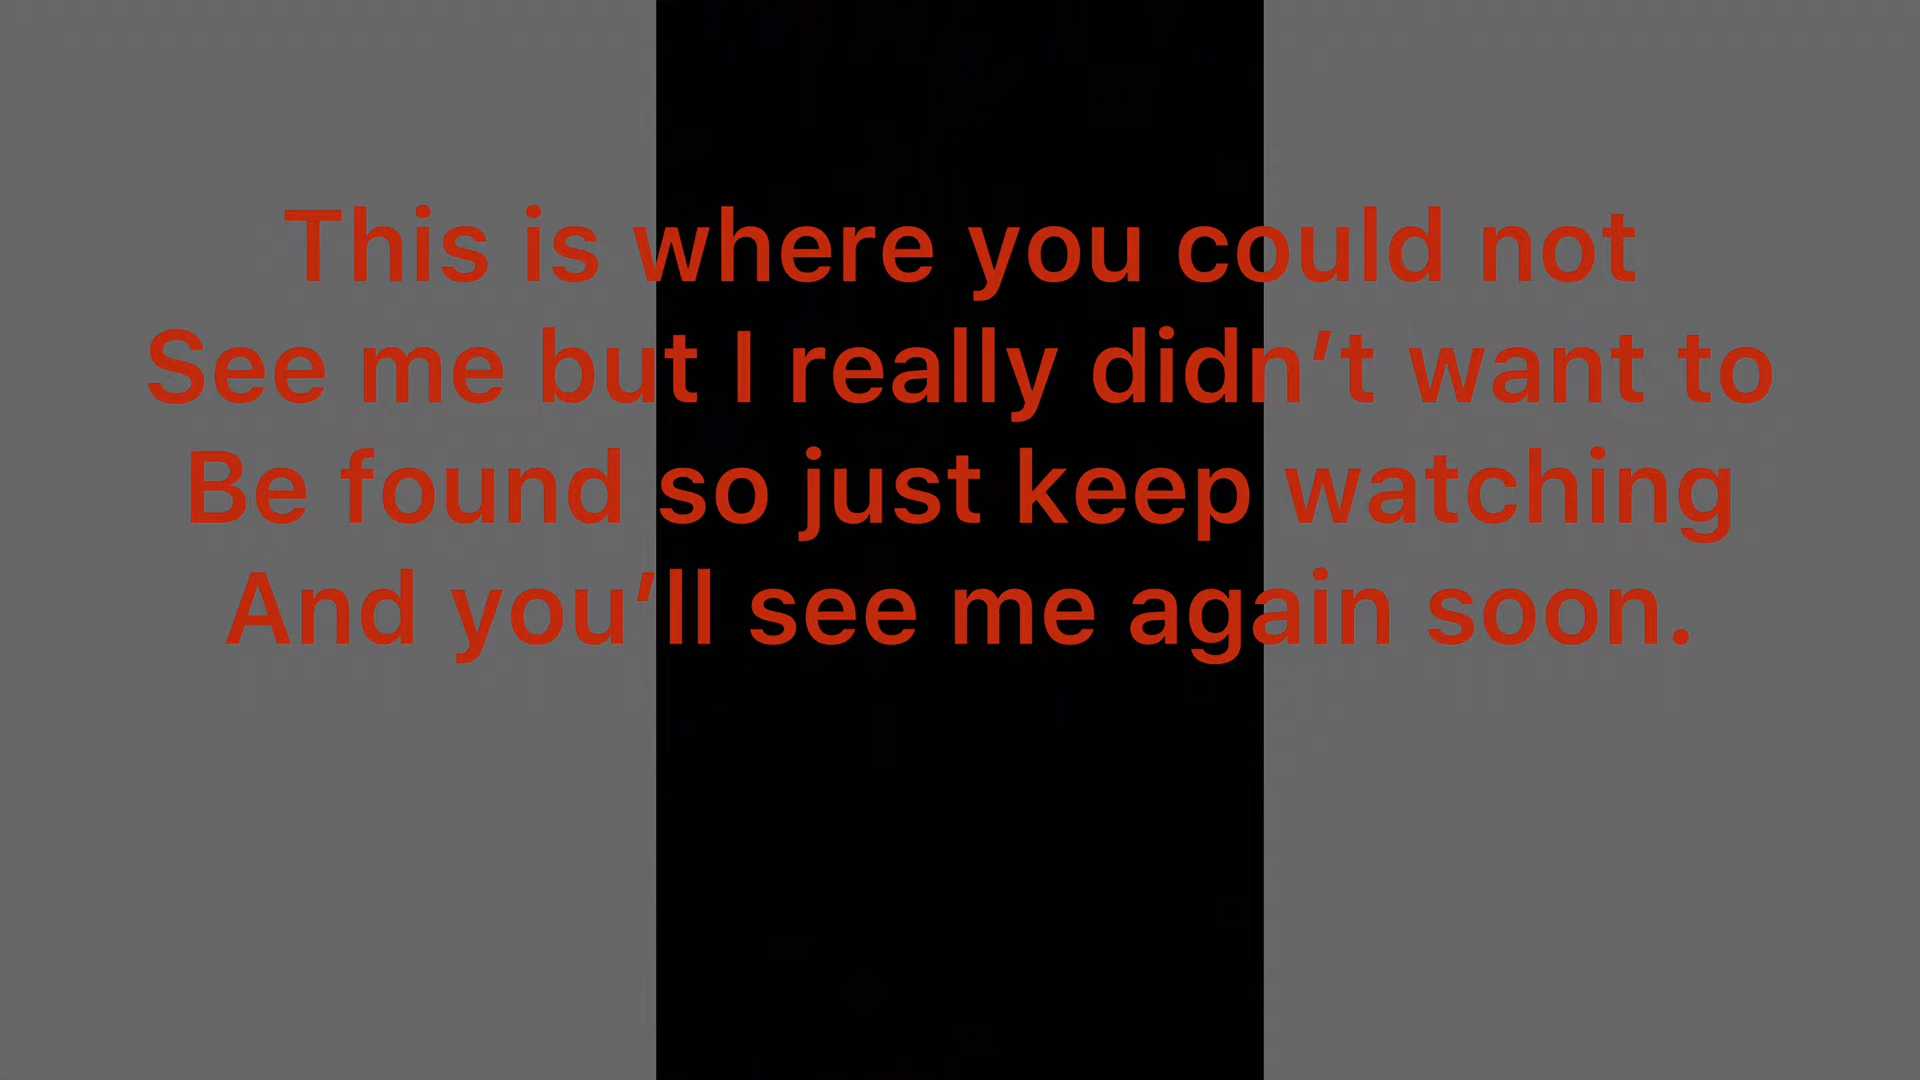 This is where you could not
See me but I really didn’t want to
Be found so just keep watching
And you’ll see me again soon.